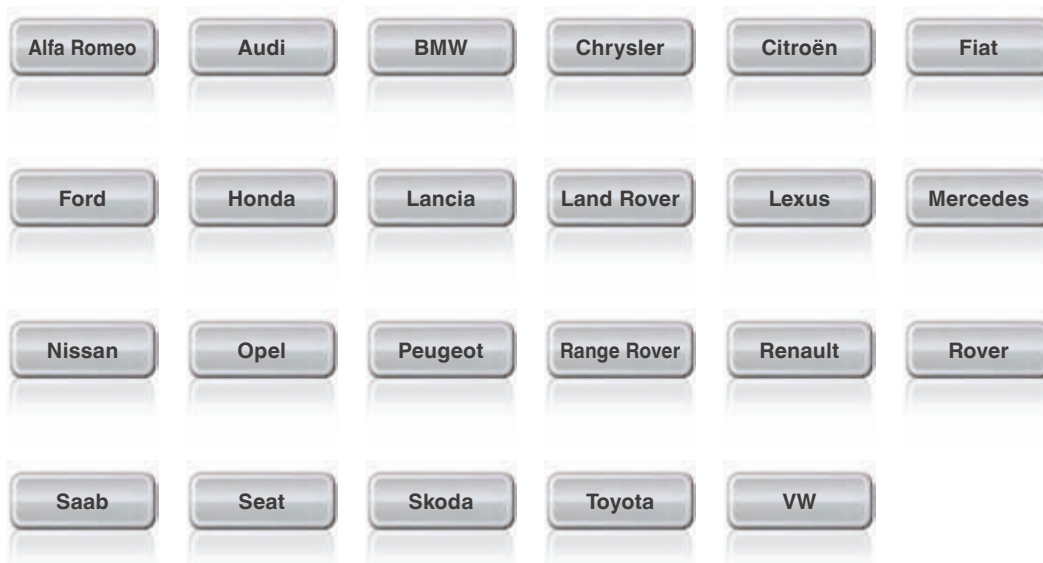 Alfa Romeo Audi BMW Chrysler Citroën Fiat
Ford Honda Lancia Land Rover Lexus Mercedes
Nissan Opel Peugeot Range Rover Renault Rover
Saab Seat Skoda Toyota VW